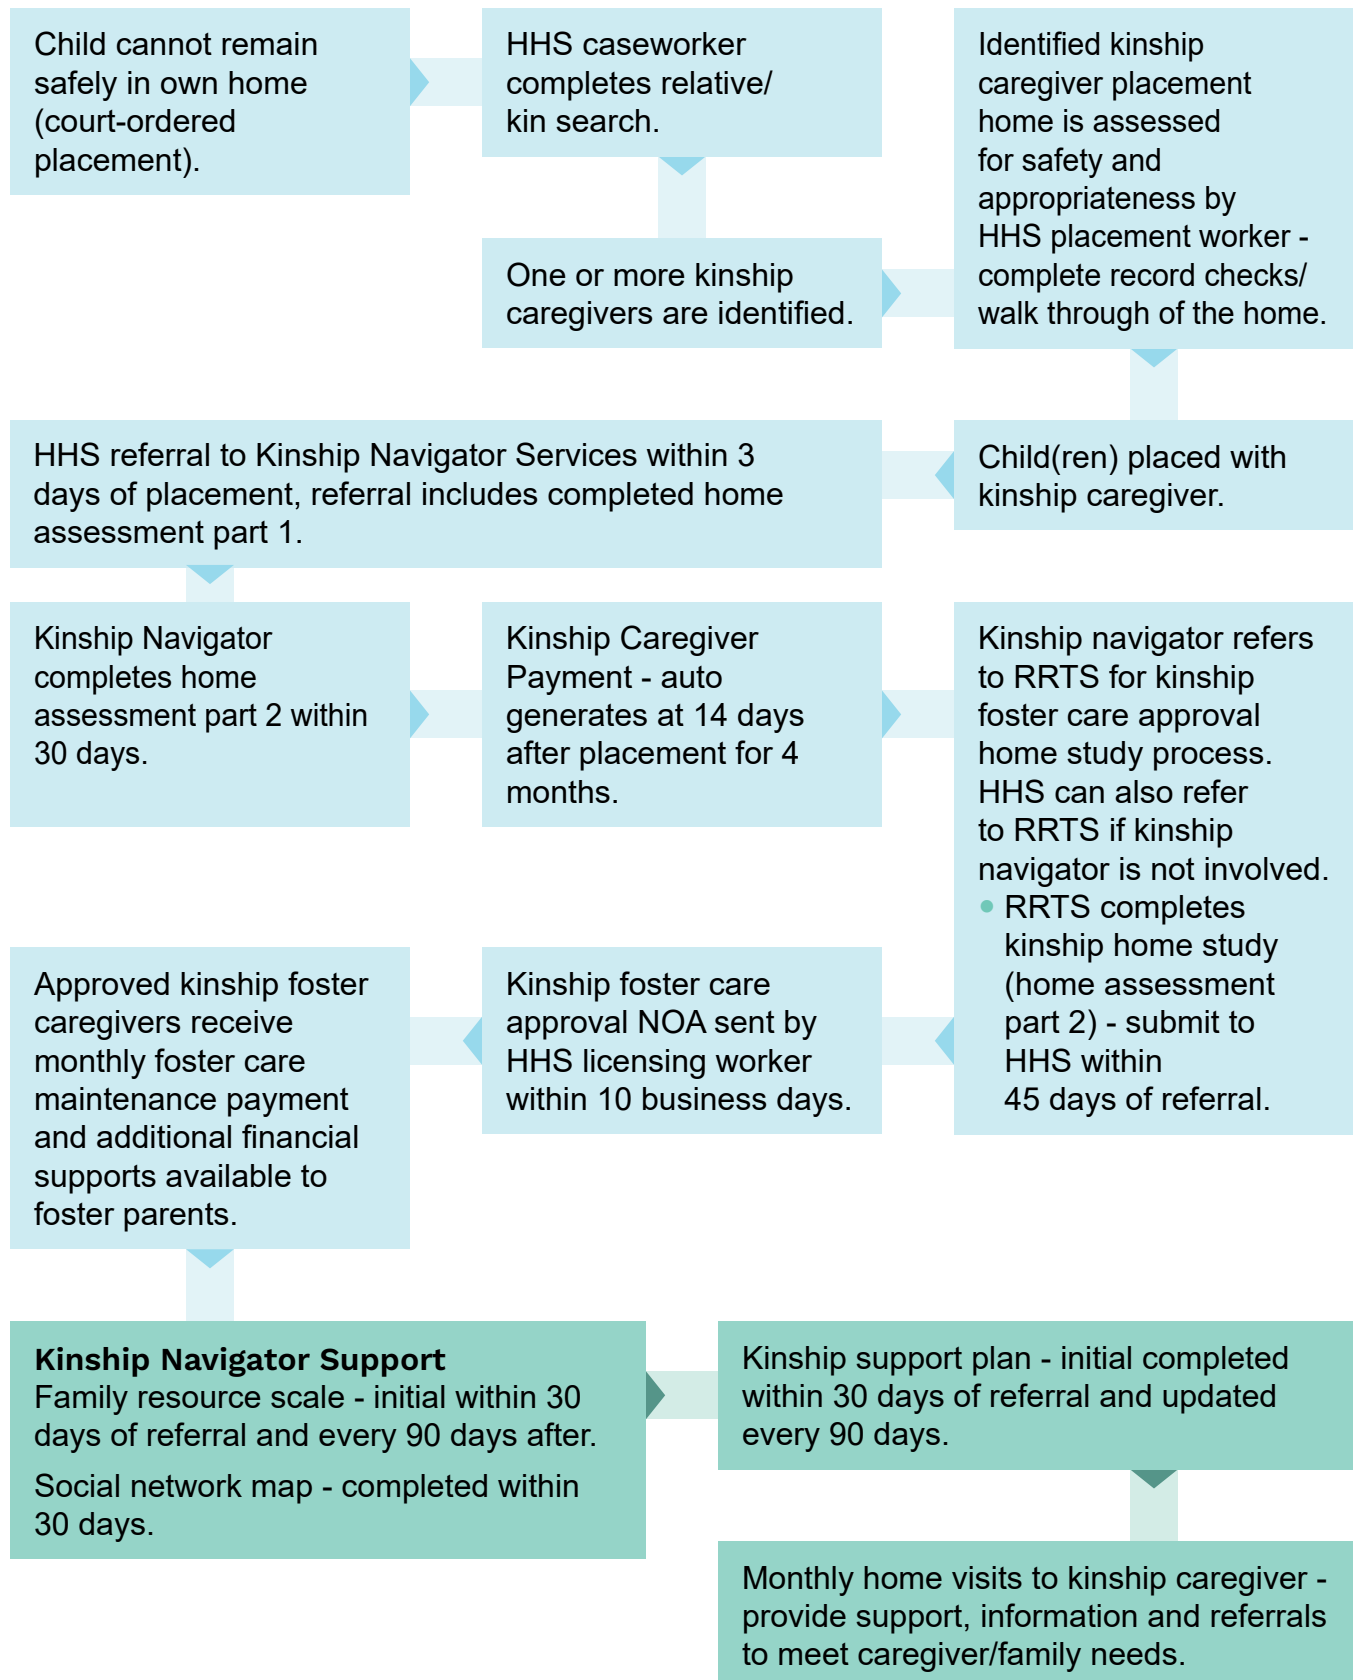 Child cannot remain
safely in own home
(court-ordered
placement).
HHS caseworker
completes relative/
kin search.
One or more kinship
caregivers are identified.
Identified kinship
caregiver placement
home is assessed
for safety and
appropriateness by
HHS placement worker -
complete record checks/
walk through of the home.
Child(ren) placed with
kinship caregiver.
HHS referral to Kinship Navigator Services within 3
days of placement, referral includes completed home
assessment part 1.
Kinship Navigator
completes home
assessment part 2 within
30 days.
Kinship Caregiver
Payment - auto
generates at 14 days
after placement for 4
months.
Kinship navigator refers
to RRTS for kinship
foster care approval
home study process.
HHS can also refer
to RRTS if kinship
navigator is not involved.
• RRTS completes
kinship home study
(home assessment
part 2) - submit to
HHS within
45 days of referral.
Kinship foster care
approval NOA sent by
HHS licensing worker
within 10 business days.
Approved kinship foster
caregivers receive
monthly foster care
maintenance payment
and additional financial
supports available to
foster parents.
Kinship Navigator Support
Family resource scale - initial within 30
days of referral and every 90 days after.
Social network map - completed within
30 days.
Kinship support plan - initial completed
within 30 days of referral and updated
every 90 days.
Monthly home visits to kinship caregiver -
provide support, information and referrals
to meet caregiver/family needs.